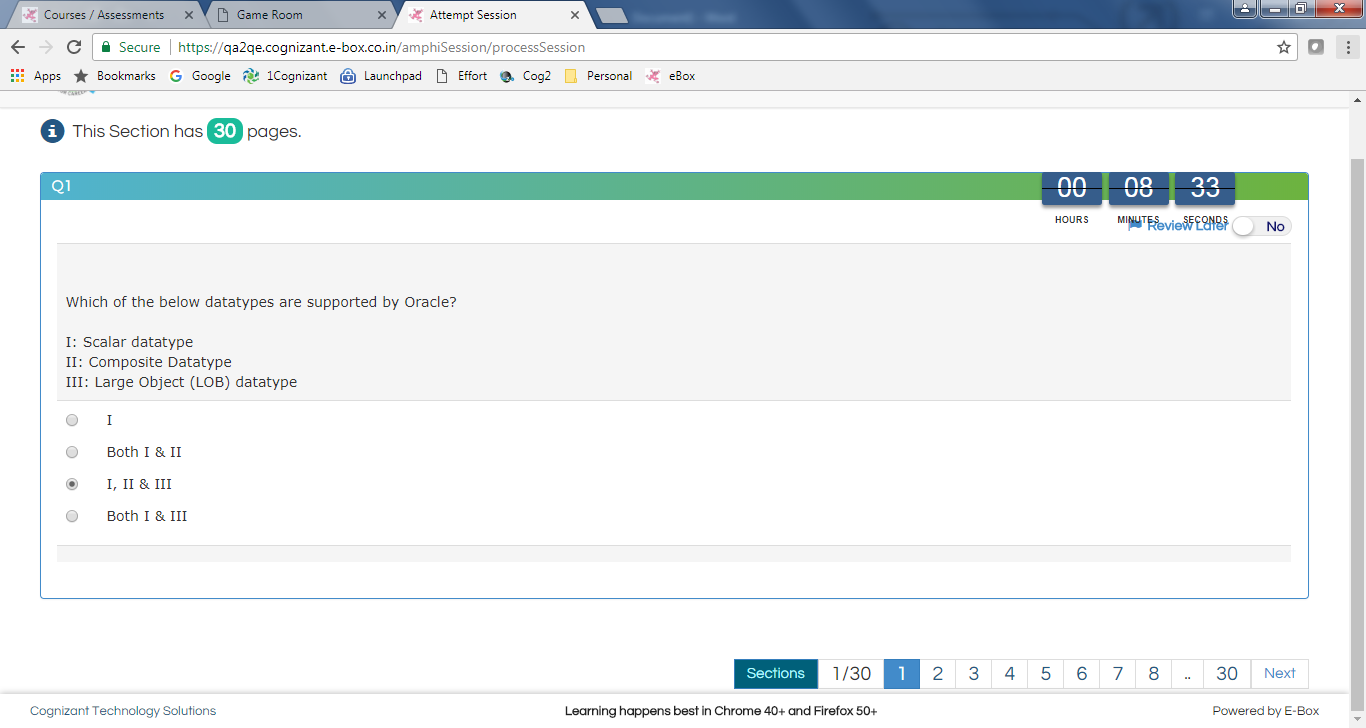 Courses / Assessments
Game Room
Attempt Session
Secure
https://qa2qe.cognizant.e-box.co.in/amphiSession/processSession
Apps
Bookmarks
Google
1Cognizant
Launchpad
Effort
Cog2
Personal
eBox
This Section has 30 pages.
Q1
00 08 33
HOURS MINUTES SECONDS
Review Later
No
Which of the below datatypes are supported by Oracle?
I: Scalar datatype
II: Composite Datatype
III: Large Object (LOB) datatype
I
Both I & II
I, II & III
Both I & III
Sections 1/30 1 2 3 4 5 6 7 8 .. 30 Next
Cognizant Technology Solutions
Learning happens best in Chrome 40+ and Firefox 50+
Powered by E-Box